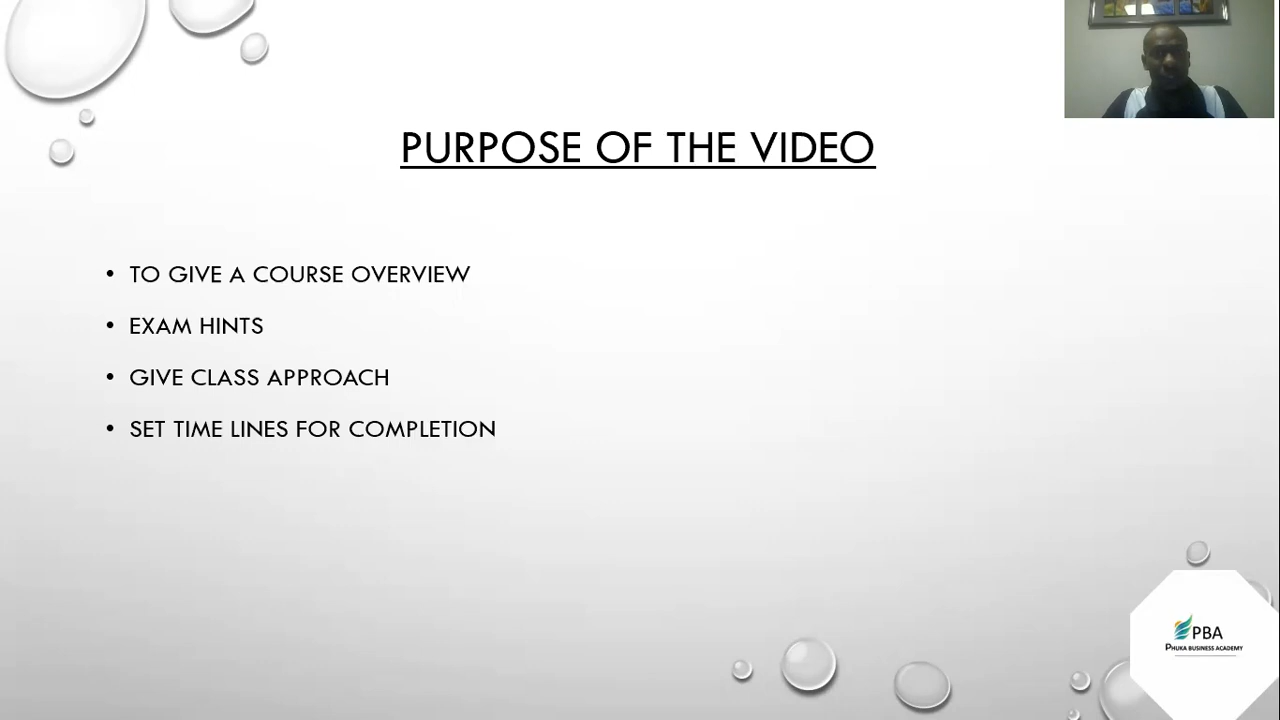 PURPOSE OF THE VIDEO
• TO GIVE A COURSE OVERVIEW
• EXAM HINTS
• GIVE CLASS APPROACH
• SET TIME LINES FOR COMPLETION
PBA
PHUKA BUSINESS ACADEMY